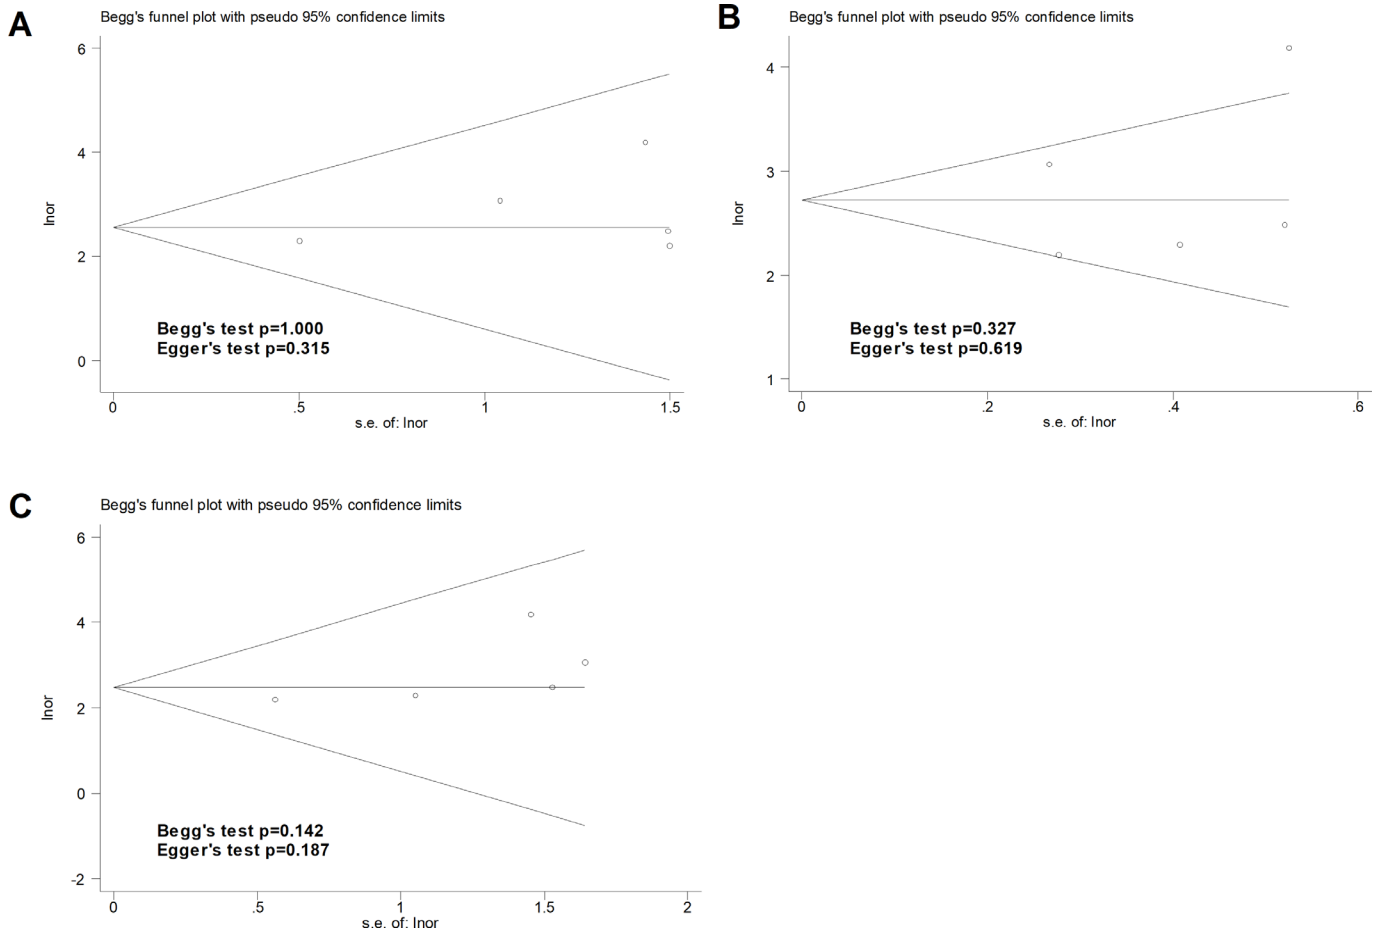 A
Begg's funnel plot with pseudo 95% confidence limits
6
4
2
0
lnor
Begg's test p=1.000
Egger's test p=0.315
0
.5
1
1.5
s.e. of: lnor
B
Begg's funnel plot with pseudo 95% confidence limits
4
3
2
1
lnor
Begg's test p=0.327
Egger's test p=0.619
0
.2
.4
.6
s.e. of: lnor
C
Begg's funnel plot with pseudo 95% confidence limits
6
4
2
0
-2
lnor
Begg's test p=0.142
Egger's test p=0.187
0
.5
1
1.5
2
s.e. of: lnor